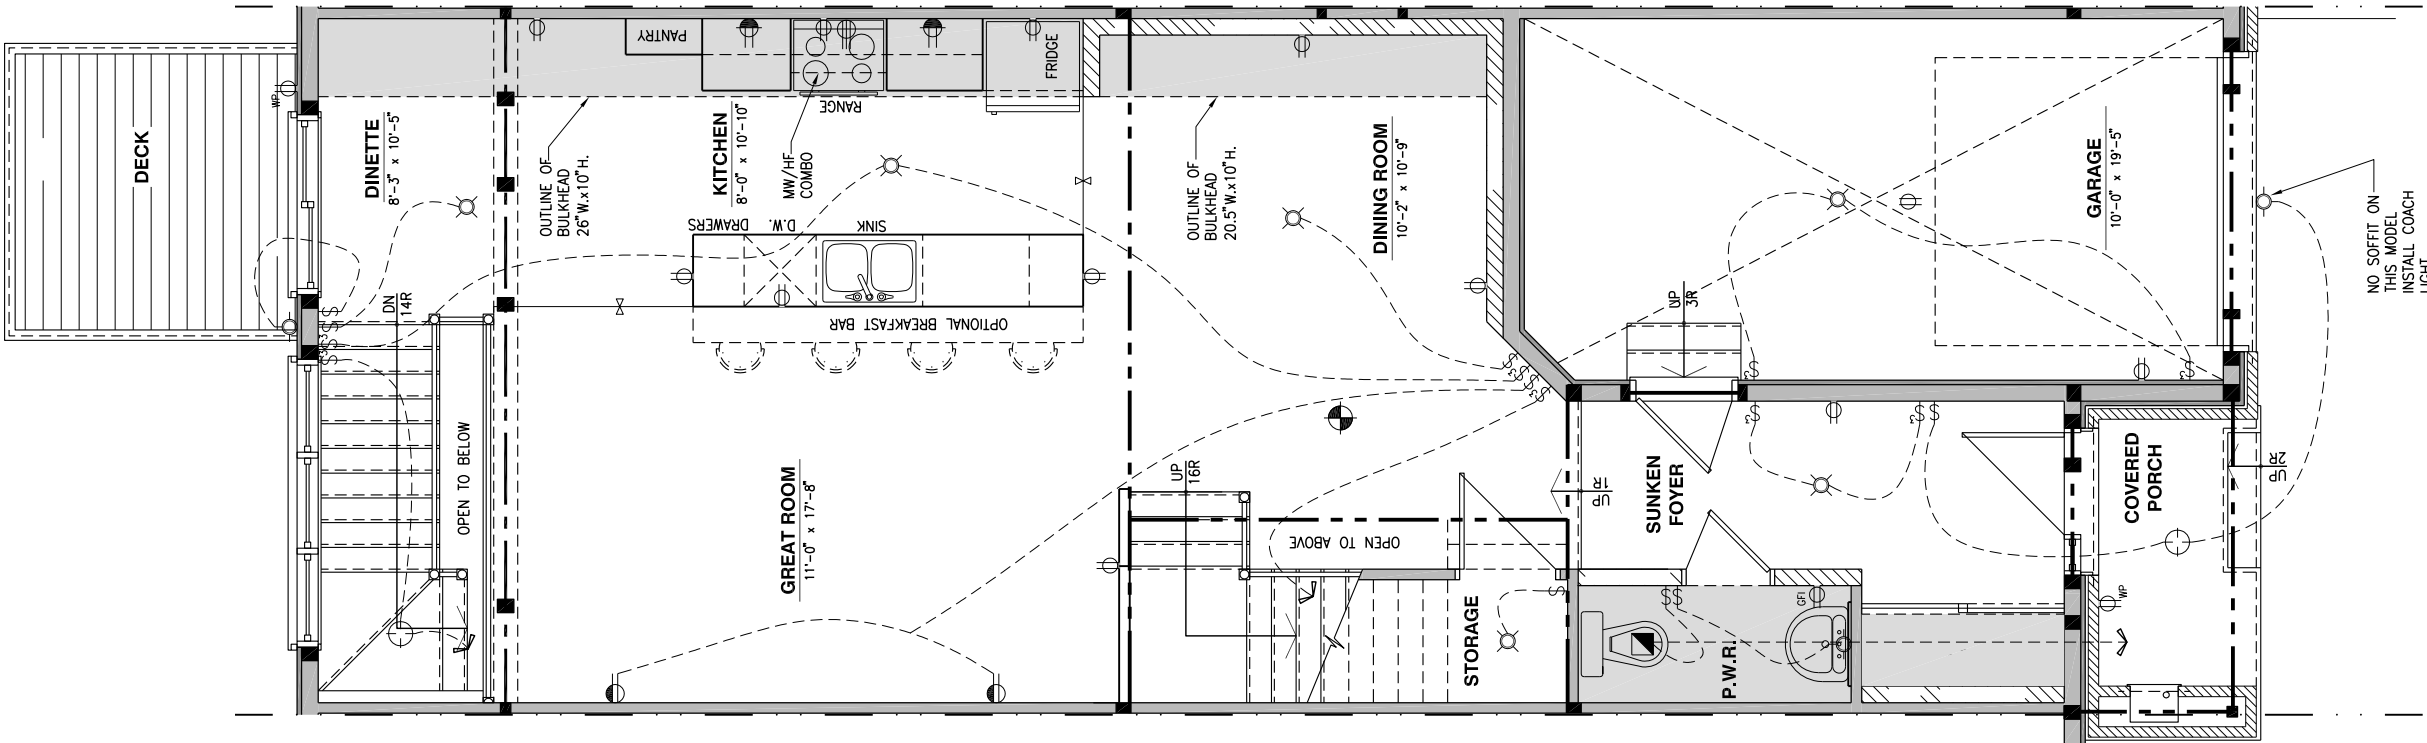 DECK
WP
DINETTE
8'-3" x 10'-5"
DN
14R
OPEN TO BELOW
OUTLINE OF
BULKHEAD
26"W.x10"H.
PANTRY
KITCHEN
8'-0" x 10'-10"
MW/HF
COMBO
RANGE
FRIDGE
DRAWERS
D.W.
SINK
OPTIONAL BREAKFAST BAR
GREAT ROOM
11'-0" x 17'-8"
OUTLINE OF
BULKHEAD
20.5"W.x10"H.
DINING ROOM
10'-2" x 10'-9"
UP
16R
OPEN TO ABOVE
STORAGE
UP
1R
SUNKEN
FOYER
P.W.R.
GFI
UP
3R
GARAGE
10'-0" x 19'-5"
COVERED
PORCH
WP
UP
2R
NO SOFFIT ON
THIS MODEL
INSTALL COACH
LIGHT